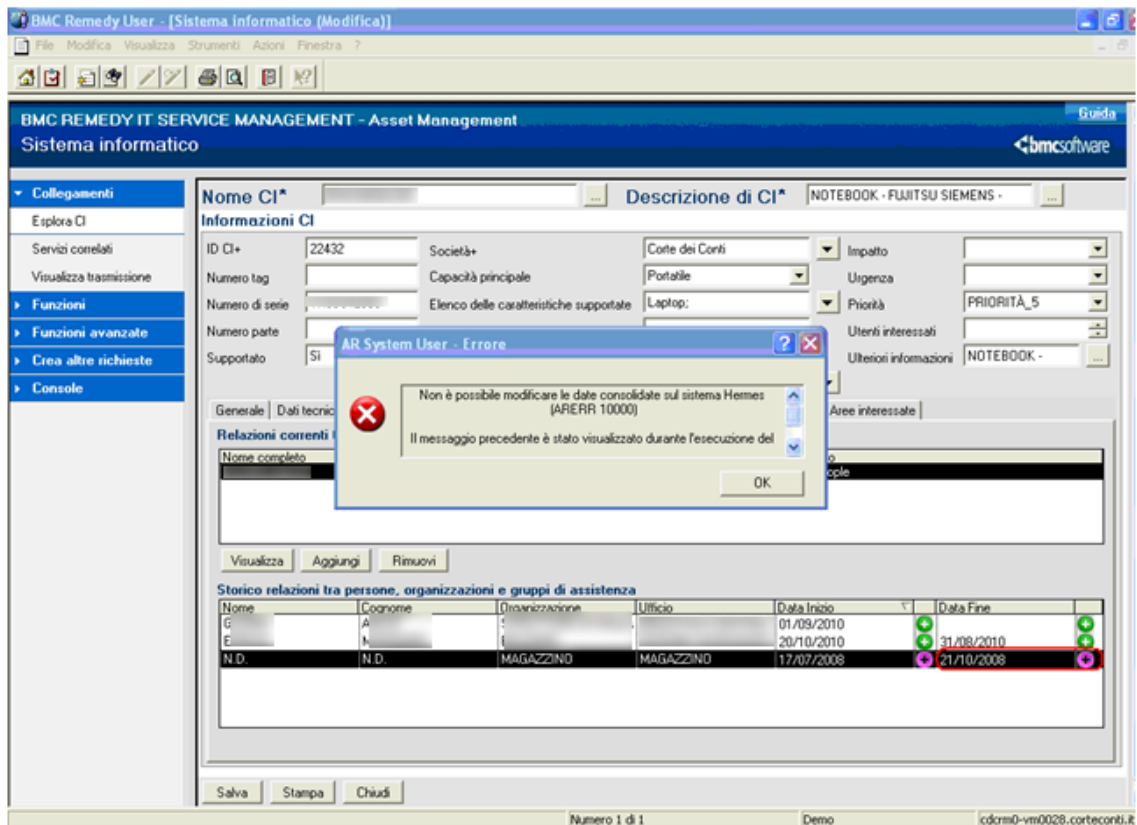 BMC Remedy User - [Sistema informatico (Modifica)]
File Modifica Visualizza Strumenti Azioni Finestra ?
BMC REMEDY IT SERVICE MANAGEMENT - Asset Management
Guida
Sistema informatico
bmcsoftware
Collegamenti
Esplora CI
Servizi correlati
Visualizza trasmissione
Funzioni
Funzioni avanzate
Crea altre richieste
Console
Nome CI* ... Descrizione di CI* NOTEBOOK - FUJITSU SIEMENS - ...
Informazioni CI
ID CI+ 22432 Società+ Corte dei Conti Impatto
Numero tag Capacità principale Portatile Urgenza
Numero di serie Elenco delle caratteristiche supportate Laptop; Priorità PRIORITÀ_5
Numero parte Utenti interessati
Supportato Sì Ulteriori informazioni NOTEBOOK - ...
AR System User - Errore
Non è possibile modificare le date consolidate sul sistema Hermes
(ARERR 10000)
Il messaggio precedente è stato visualizzato durante l'esecuzione del
OK
Generale Dati Aree interessate
Relazioni correnti
Nome completo
Visualizza Aggiungi Rimuovi
Storico relazioni tra persone, organizzazioni e gruppi di assistenza
Nome Cognome Organizzazione Ufficio Data Inizio Data Fine
01/09/2010
20/10/2010 31/08/2010
N.D. N.D. MAGAZZINO MAGAZZINO 17/07/2008 21/10/2008
Salva Stampa Chiudi
Numero 1 di 1 Demo cdcrm0-vm0028.corteconti.it